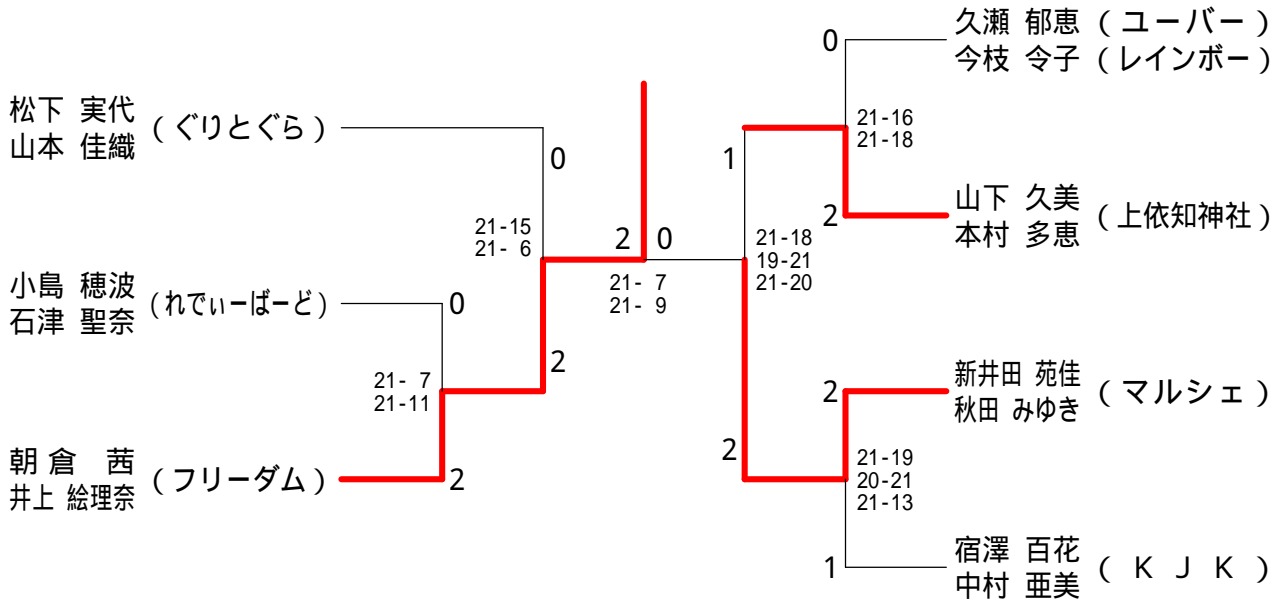 松下 実代
山本 佳織
(ぐりとぐら)
0
21-15
21- 6
小島 穂波
石津 聖奈
(れでぃーばーど)
0
21- 7
21-11
2
朝倉 茜
井上 絵理奈
(フリーダム)
2
2 0
21- 7
21- 9
久瀬 郁恵 (ユーバー)
今枝 令子 (レインボー)
0
21-16
21-18
1
山下 久美
本村 多恵
(上依知神社)
2
21-18
19-21
21-20
新井田 苑佳
秋田 みゆき
(マルシェ)
2
2
21-19
20-21
21-13
宿澤 百花
中村 亜美
(KJK)
1